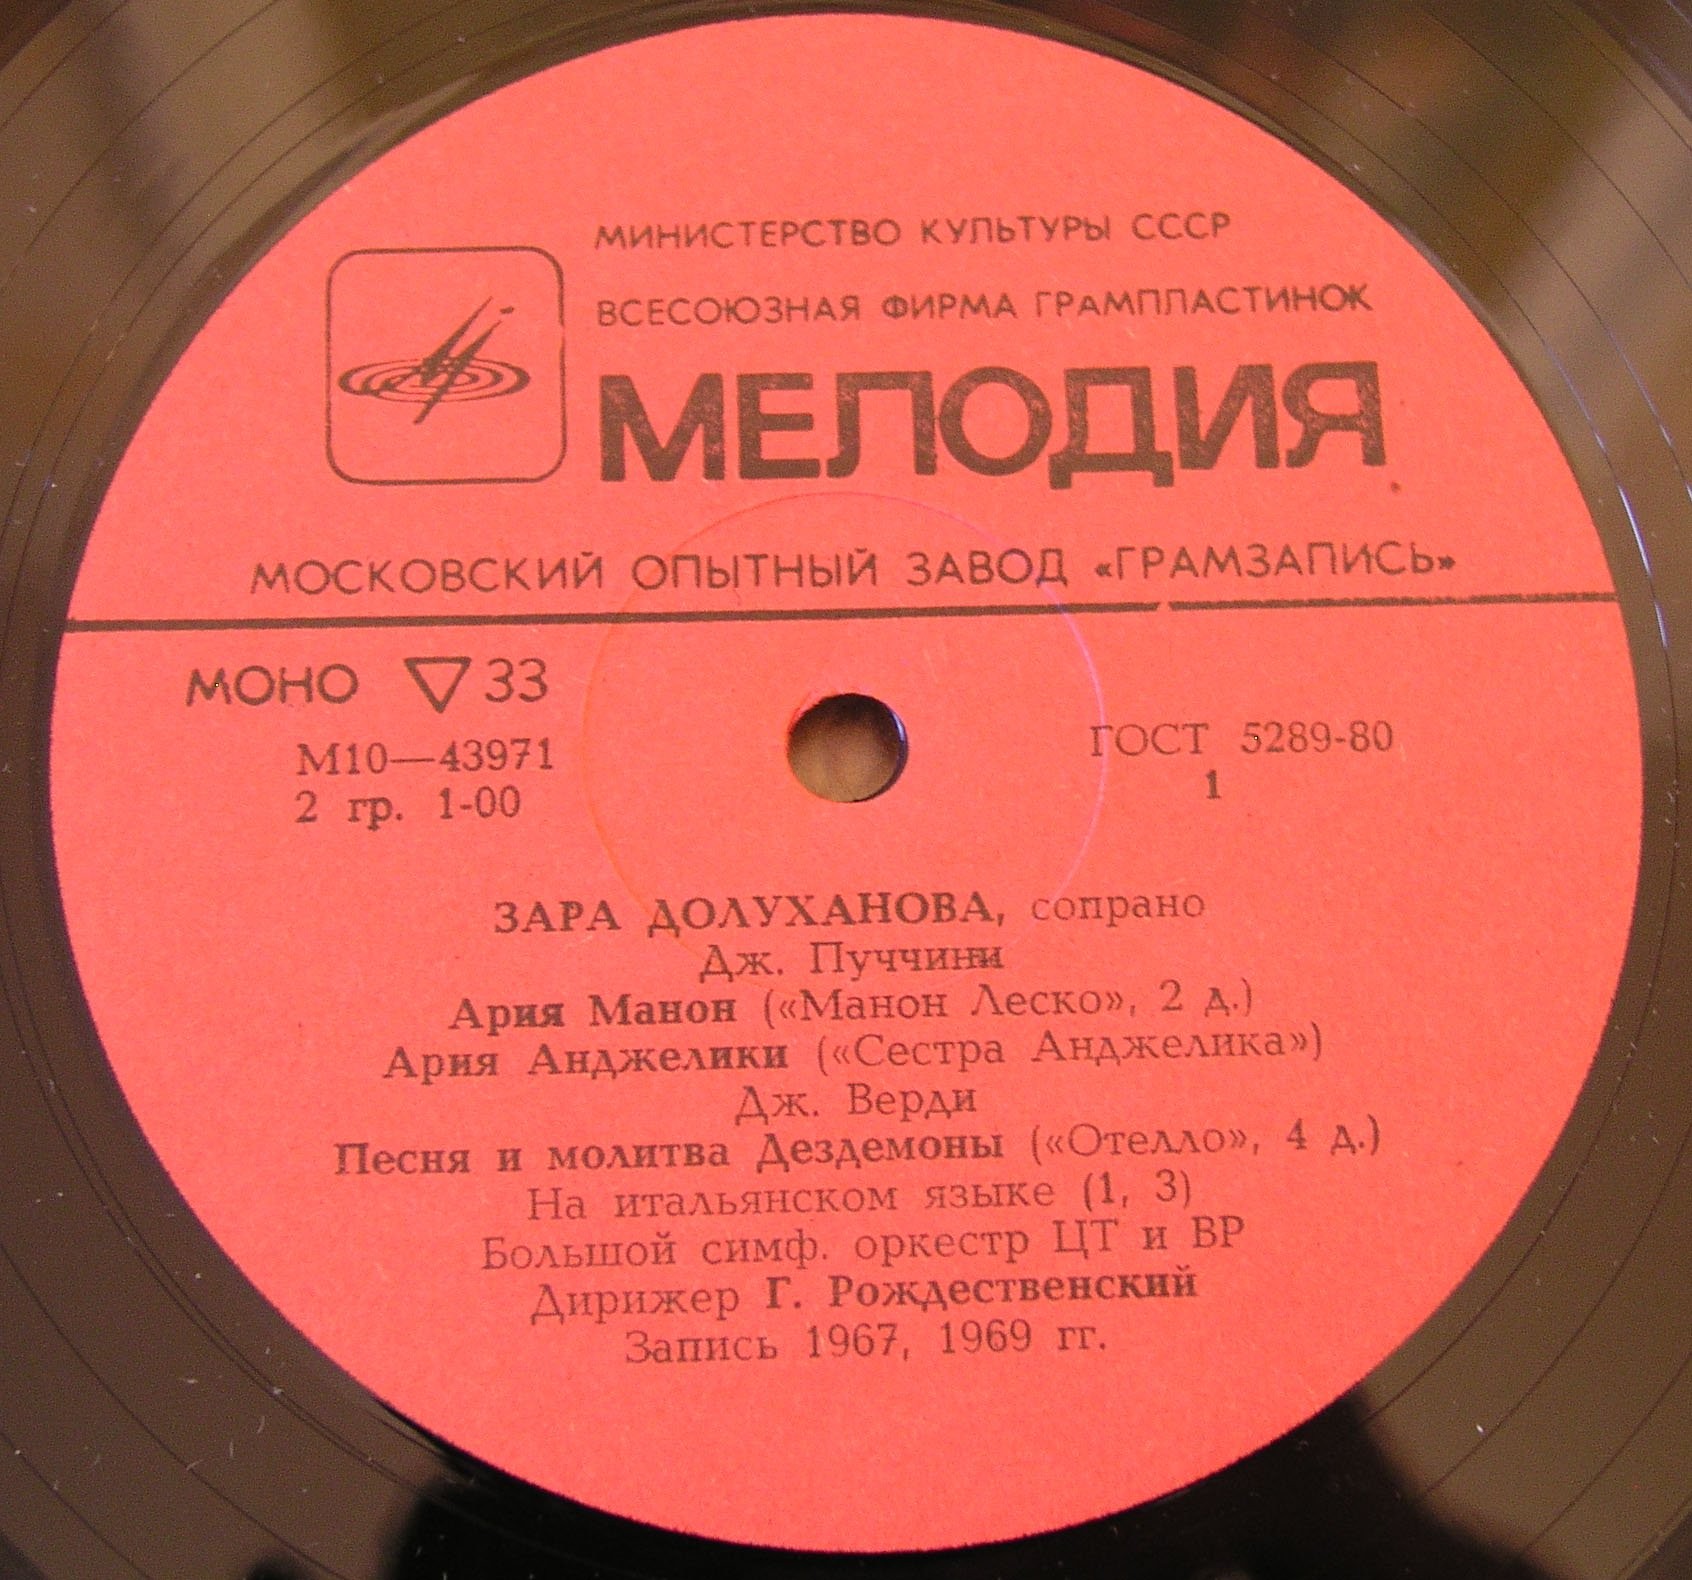 МИНИСТЕРСТВО КУЛЬТУРЫ СССР
ВСЕСОЮЗНАЯ ФИРМА ГРАМПЛАСТИНОК
МЕЛОДИЯ
МОСКОВСКИЙ ОПЫТНЫЙ ЗАВОД «ГРАМЗАПИСЬ»
МОНО ▽ 33
М10—43971
2 гр. 1-00
ГОСТ 5289-80
1
ЗАРА ДОЛУХАНОВА, сопрано
Дж. Пуччини
Ария Манон («Манон Леско», 2 д.)
Ария Анджелики («Сестра Анджелика»)
Дж. Верди
Песня и молитва Дездемоны («Отелло», 4 д.)
На итальянском языке (1, 3)
Большой симф. оркестр ЦТ и ВР
Дирижер Г. Рождественский
Запись 1967, 1969 гг.